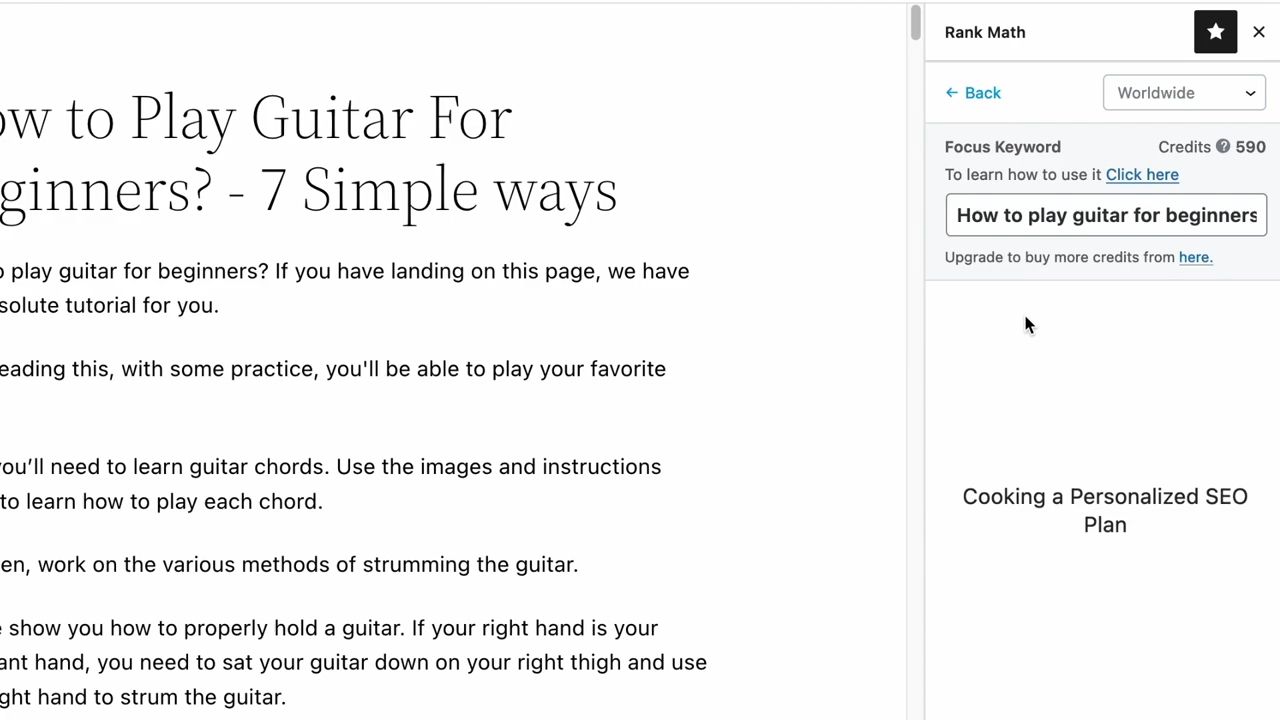 ow to Play Guitar For
ginners? - 7 Simple ways
play guitar for beginners? If you have landing on this page, we have
solute tutorial for you.
eading this, with some practice, you'll be able to play your favorite
you'll need to learn guitar chords. Use the images and instructions
to learn how to play each chord.
en, work on the various methods of strumming the guitar.
show you how to properly hold a guitar. If your right hand is your
ant hand, you need to sat your guitar down on your right thigh and use
ght hand to strum the guitar.
Rank Math
← Back
Worldwide
Focus Keyword Credits 590
To learn how to use it Click here
How to play guitar for beginners
Upgrade to buy more credits from here.
Cooking a Personalized SEO
Plan